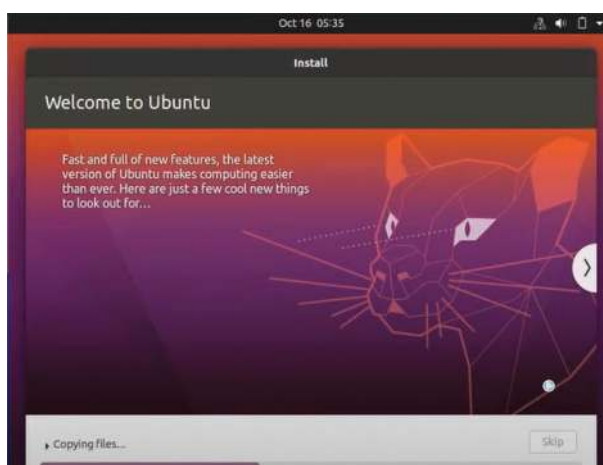 Oct 16 05:35
Install
Welcome to Ubuntu
Fast and full of new features, the latest
version of Ubuntu makes computing easier
than ever. Here are just a few cool new things
to look out for...
Copying files...
Skip